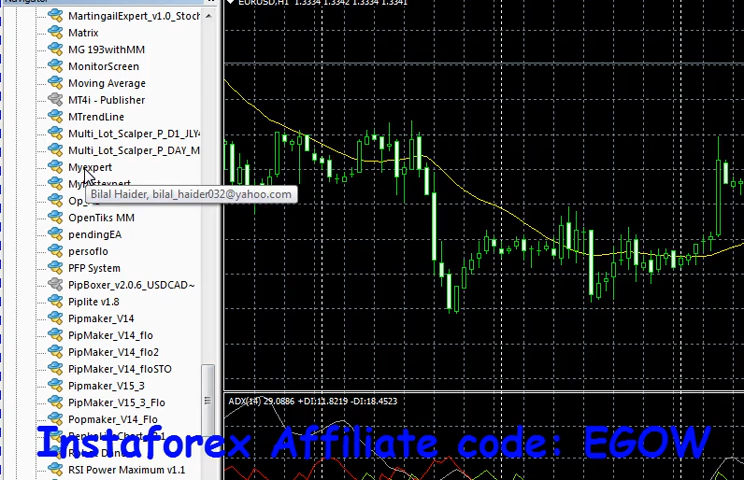 EURUSD,H1 1.3334 1.3342 1.3334 1.3341
MartingailExpert_v1.0_Stoch
Matrix
MG 193withMM
MonitorScreen
Moving Average
MT4i - Publisher
MTrendLine
Multi_Lot_Scalper_P_D1_JLY4
Multi_Lot_Scalper_P_DAY_M
Myexpert
Bilal Haider, bilal_haider032@yahoo.com
OpenTiks MM
pendingEA
persoflo
PFP System
PipBoxer_v2.0.6_USDCAD~
Piplite v1.8
Pipmaker_V14
PipMaker_V14_flo
PipMaker_V14_flo2
PipMaker_V14_floSTO
Pipmaker_V15_3
PipMaker_V15_3_Flo
Popmaker_V14_Flo
RSI Power Maximum v1.1
ADX(14) 29.0886 +DI:11.8219 -DI:18.4523
Instaforex Affiliate code: EGOW